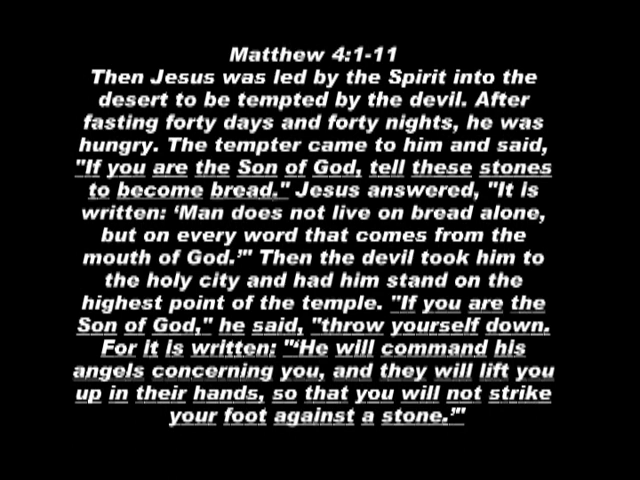 Matthew 4:1-11
Then Jesus was led by the Spirit into the
desert to be tempted by the devil. After
fasting forty days and forty nights, he was
hungry. The tempter came to him and said,
"If you are the Son of God, tell these stones
to become bread." Jesus answered, "It is
written: ‘Man does not live on bread alone,
but on every word that comes from the
mouth of God.’" Then the devil took him to
the holy city and had him stand on the
highest point of the temple. "If you are the
Son of God," he said, "throw yourself down.
For it is written: "‘He will command his
angels concerning you, and they will lift you
up in their hands, so that you will not strike
your foot against a stone.’"